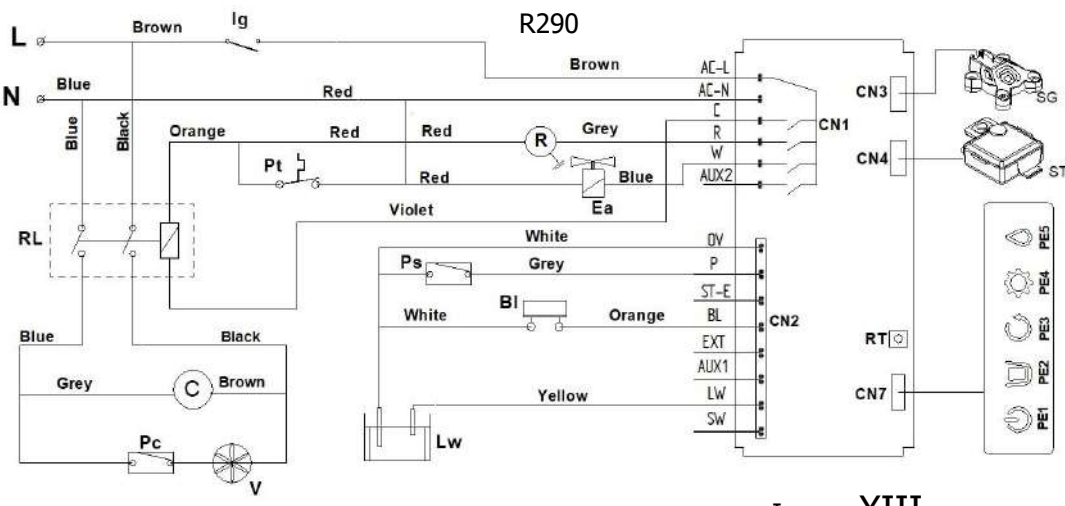 R290
L Brown Ig
Brown AC-L
N Blue Red AC-N
CN3 SG
Blue Black
Orange Red Red Grey C R
CN1
Pt R W
CN4 ST
Red Ea Blue AUX2
Violet
RL
White 0V
Ps Grey P
ST-E
White Bl Orange BL
CN2
EXT
AUX1
Yellow LW
Lw SW
Blue Black
Grey C Brown
Pc
V
RT
CN7
PE5
PE4
PE3
PE2
PE1